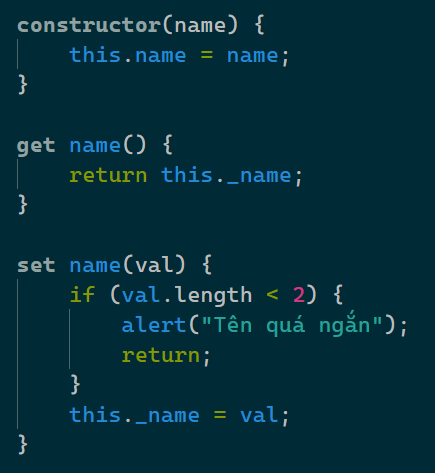 constructor(name) {
    this.name = name;
}

get name() {
    return this._name;
}

set name(val) {
    if (val.length < 2) {
        alert("Tên quá ngắn");
        return;
    }
    this._name = val;
}